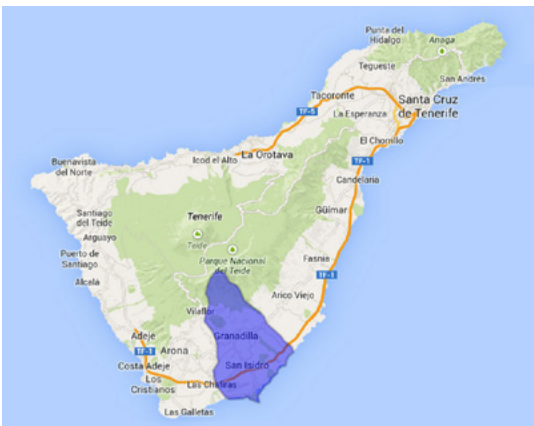 Punta del
Hidalgo
Anaga
Tegueste
San Andrés
Tacoronte
Santa Cruz
de Tenerife
TF-5
La Esperanza
El Chorrillo
Icod el Alto
La Orotava
TF-1
Buenavista
del Norte
Candelaria
Santiago
del Teide
Tenerife
Güímar
Arguayo
Teide
Puerto de
Santiago
Parque Nacional
del Teide
Fasnia
TF-1
Alcalá
Arico Viejo
Vilaflor
Adeje
Granadilla
TF-1
Arona
Costa Adeje
San Isidro
Los
Cristianos
Las Chafiras
Las Galletas